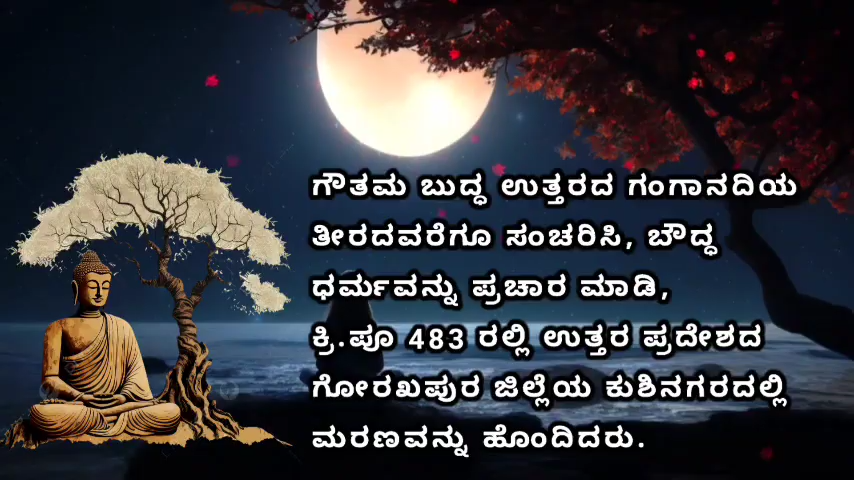 ಗೌತಮ ಬುದ್ಧ ಉತ್ತರದ ಗಂಗಾನದಿಯ
ತೀರದವರೆಗೂ ಸಂಚರಿಸಿ, ಬೌದ್ಧ
ಧರ್ಮವನ್ನು ಪ್ರಚಾರ ಮಾಡಿ,
ಕ್ರಿ.ಪೂ 483 ರಲ್ಲಿ ಉತ್ತರ ಪ್ರದೇಶದ
ಗೋರಖಪುರ ಜಿಲ್ಲೆಯ ಕುಶಿನಗರದಲ್ಲಿ
ಮರಣವನ್ನು ಹೊಂದಿದರು.